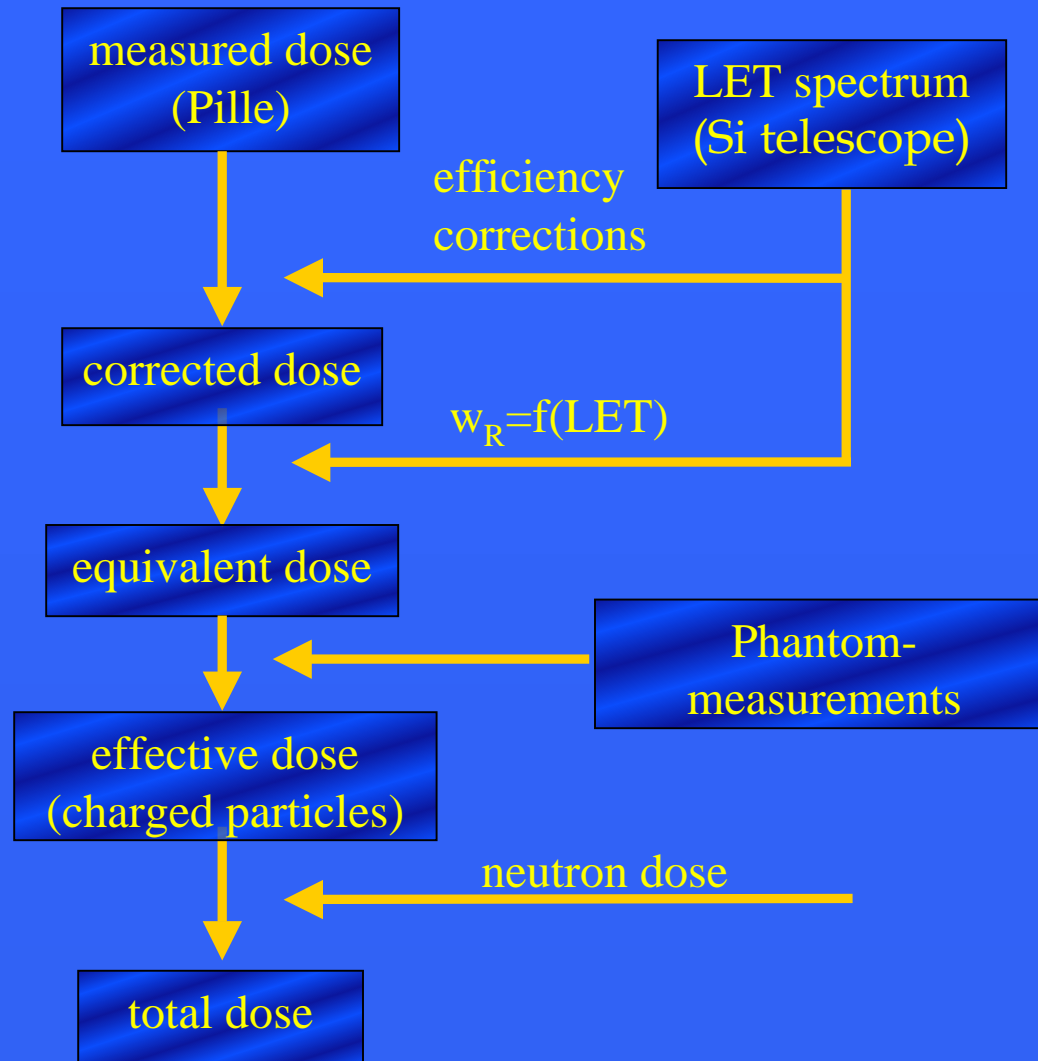 measured dose
(Pille)
LET spectrum
(Si telescope)
efficiency
corrections
corrected dose
w_R=f(LET)
equivalent dose
Phantom-
measurements
effective dose
(charged particles)
neutron dose
total dose